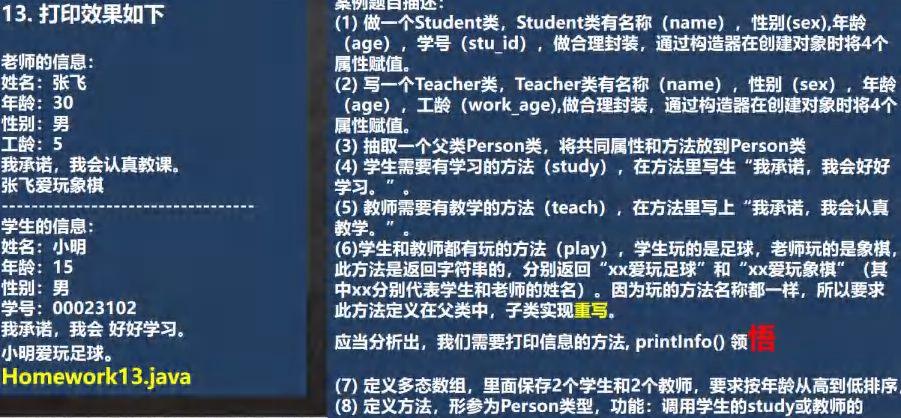 13. 打印效果如下
老师的信息：
姓名：张飞
年龄：30
性别：男
工龄：5
我承诺，我会认真教课。
张飞爱玩象棋
-----------------------------------
学生的信息：
姓名：小明
年龄：15
性别：男
学号：00023102
我承诺，我会 好好学习。
小明爱玩足球。
Homework13.java
案例题目描述：
(1) 做一个Student类，Student类有名称（name），性别(sex),年龄
（age），学号（stu_id），做合理封装，通过构造器在创建对象时将4个
属性赋值。
(2) 写一个Teacher类，Teacher类有名称（name），性别（sex），年龄
（age），工龄（work_age),做合理封装，通过构造器在创建对象时将4个
属性赋值。
(3) 抽取一个父类Person类，将共同属性和方法放到Person类
(4) 学生需要有学习的方法（study），在方法里写生“我承诺，我会好好
学习。”。
(5) 教师需要有教学的方法（teach），在方法里写上“我承诺，我会认真
教学。”。
(6)学生和教师都有玩的方法（play），学生玩的是足球，老师玩的是象棋，
此方法是返回字符串的，分别返回“xx爱玩足球”和“xx爱玩象棋”（其
中xx分别代表学生和老师的姓名）。因为玩的方法名称都一样，所以要求
此方法定义在父类中，子类实现重写。
应当分析出，我们需要打印信息的方法, printInfo() 领悟
(7) 定义多态数组，里面保存2个学生和2个教师，要求按年龄从高到低排序，
(8) 定义方法，形参为Person类型，功能：调用学生的study或教师的